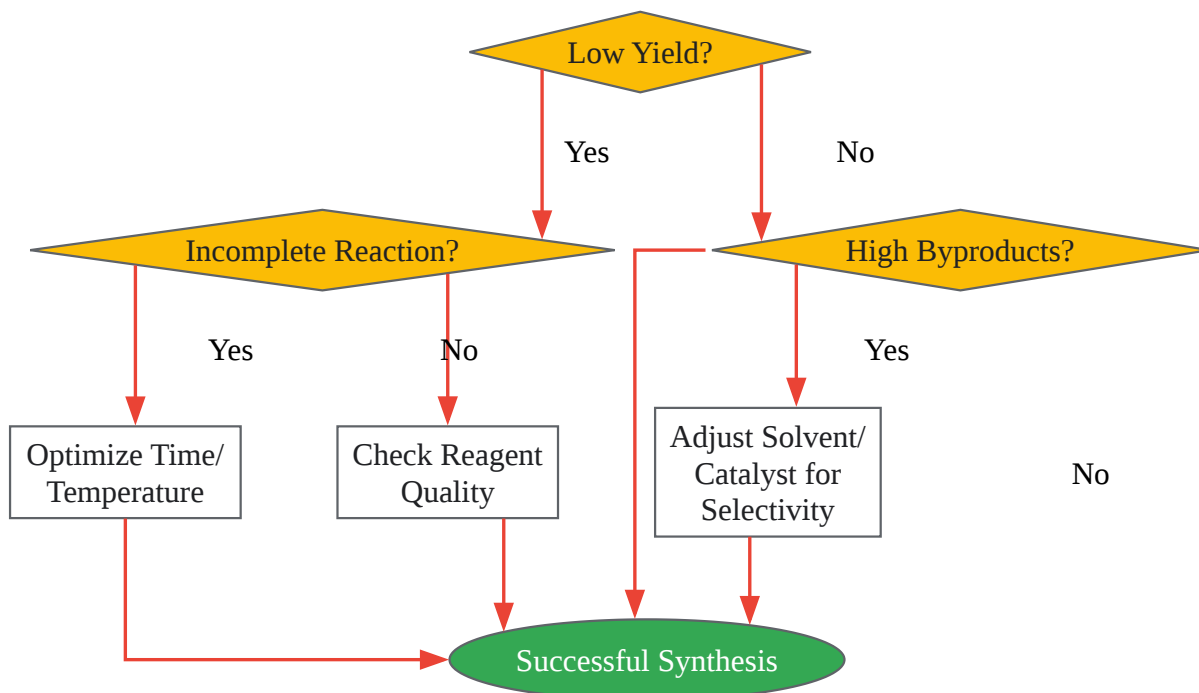 Low Yield?
Yes
No
Incomplete Reaction?
High Byproducts?
Yes
No
Yes
Optimize Time/
Temperature
Check Reagent
Quality
Adjust Solvent/
Catalyst for
Selectivity
No
Successful Synthesis